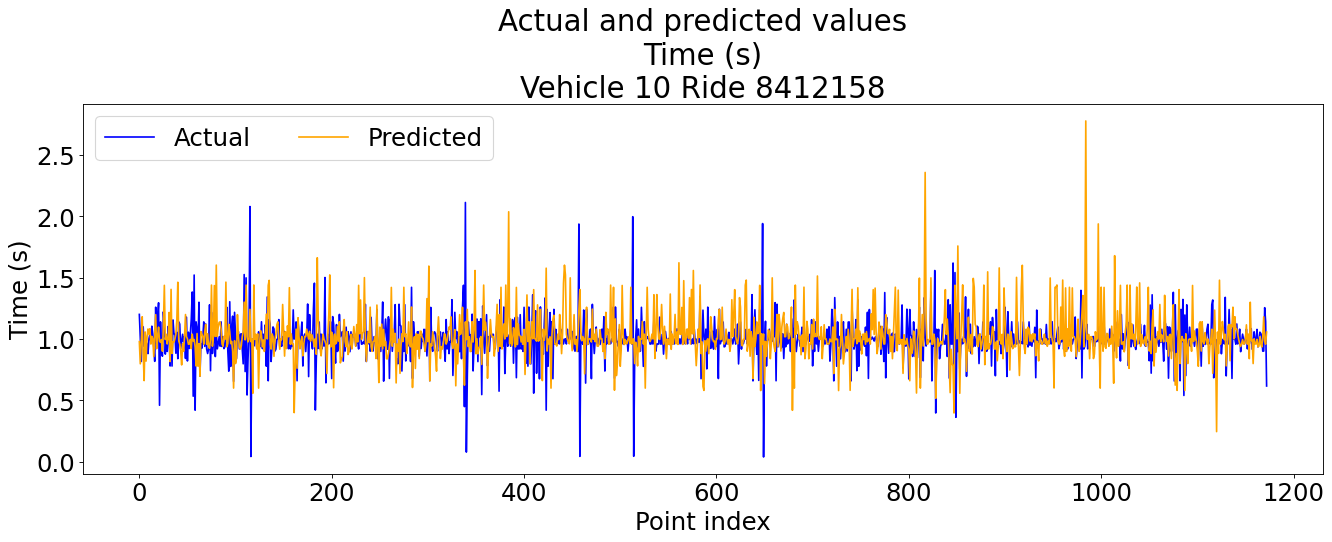 Actual and predicted values
Time (s)
Vehicle 10 Ride 8412158
Actual
Predicted
Time (s)
2.5
2.0
1.5
1.0
0.5
0.0
0
200
400
600
800
1000
1200
Point index